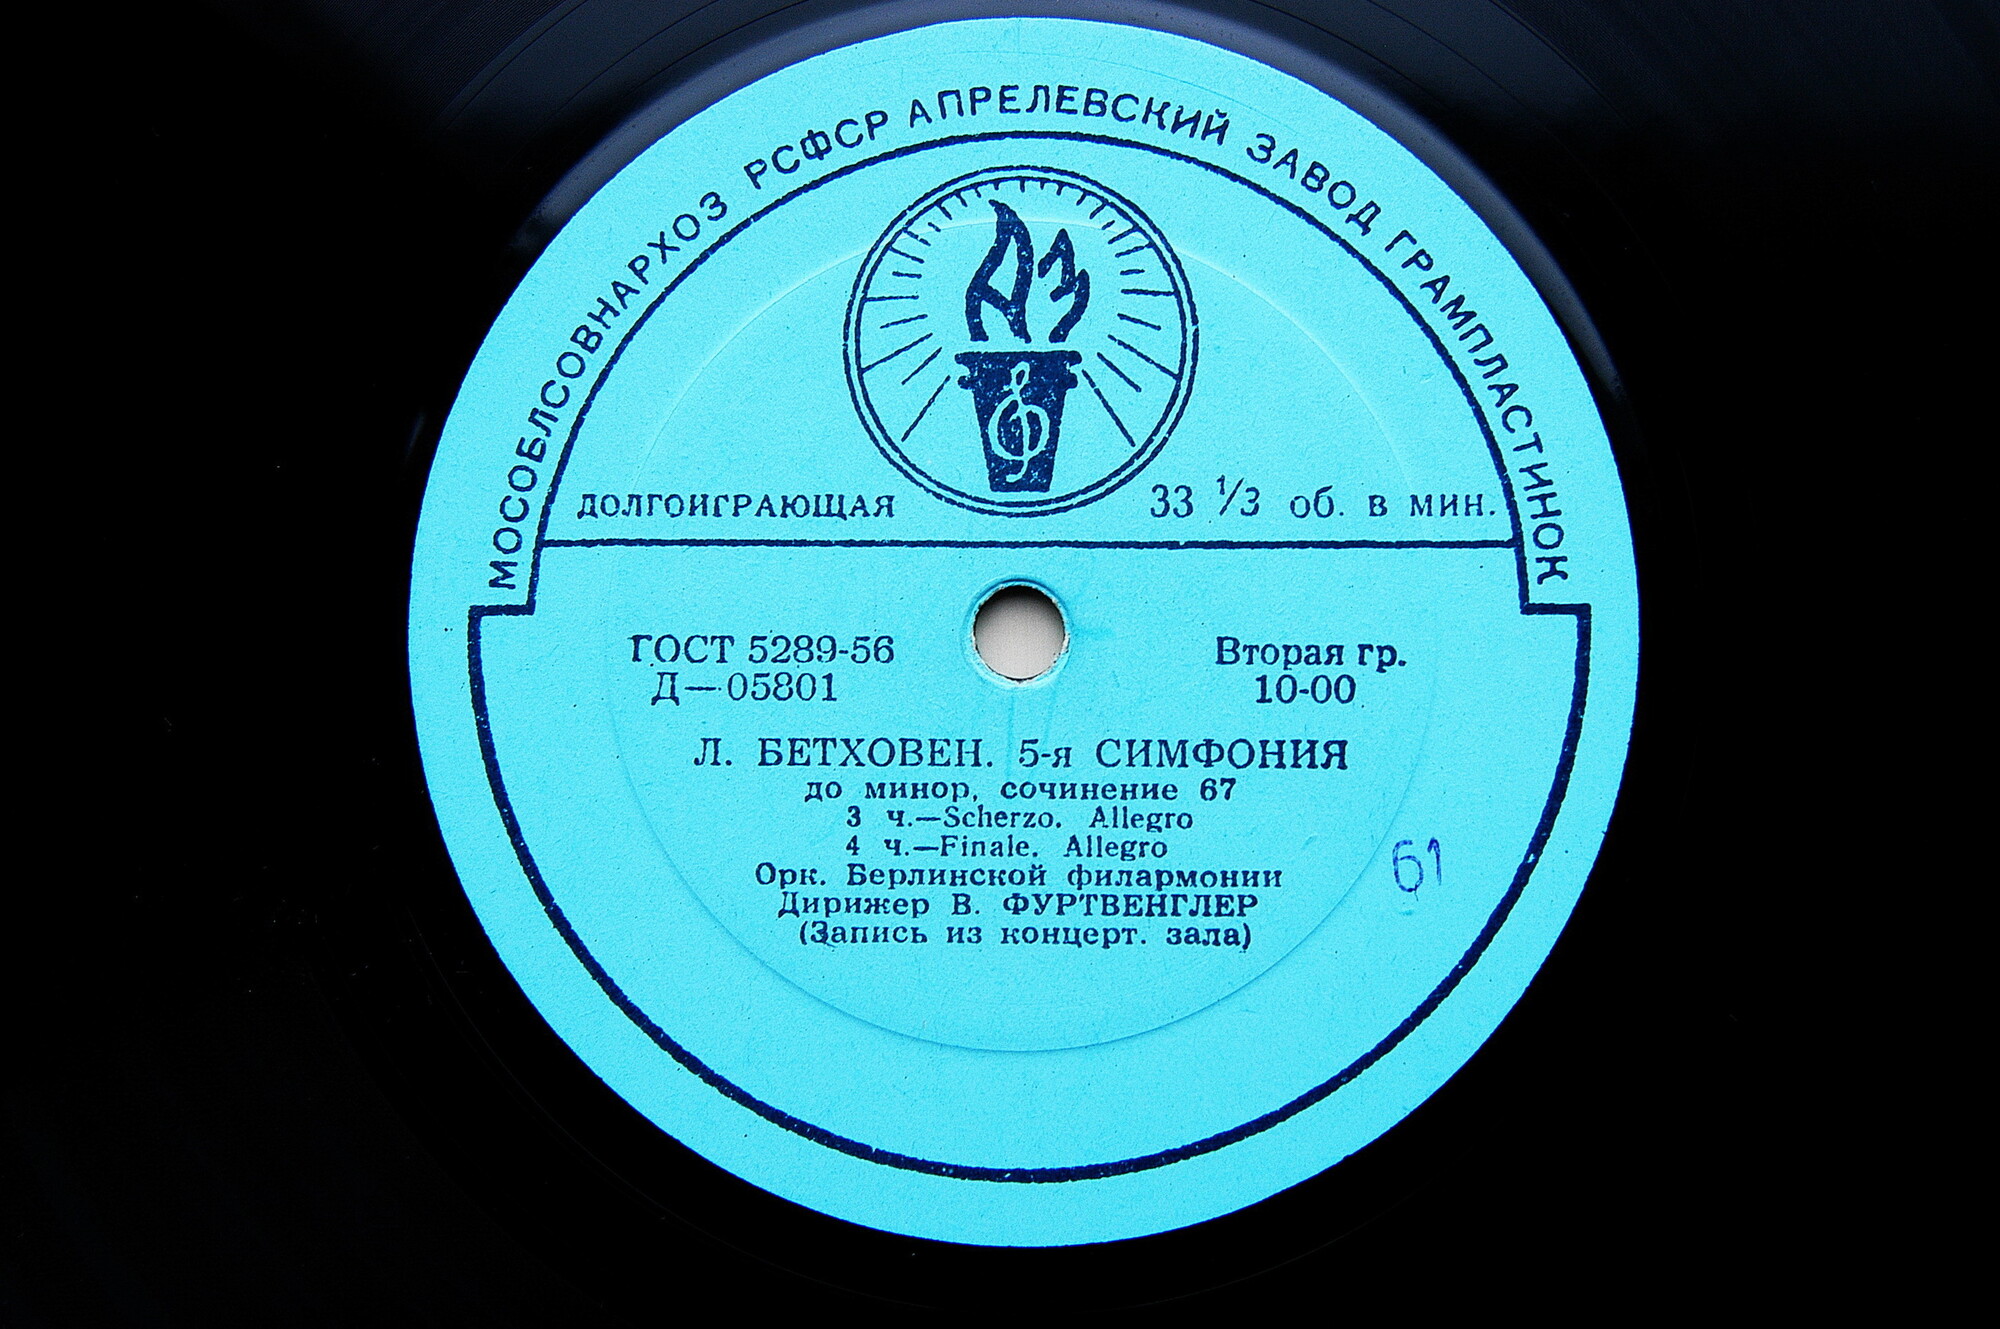 МОСОБЛСОВНАРХОЗ РСФСР АПРЕЛЕВСКИЙ ЗАВОД ГРАМПЛАСТИНОК
АЗ
ДОЛГОИГРАЮЩАЯ
33 1/3 об. в мин.
ГОСТ 5289-56
Д—05801
Вторая гр.
10-00
Л. БЕТХОВЕН. 5-я СИМФОНИЯ
до минор, сочинение 67
3 ч.—Scherzo. Allegro
4 ч.—Finale. Allegro
Орк. Берлинской филармонии
Дирижер В. ФУРТВЕНГЛЕР
(Запись из концерт. зала)
61